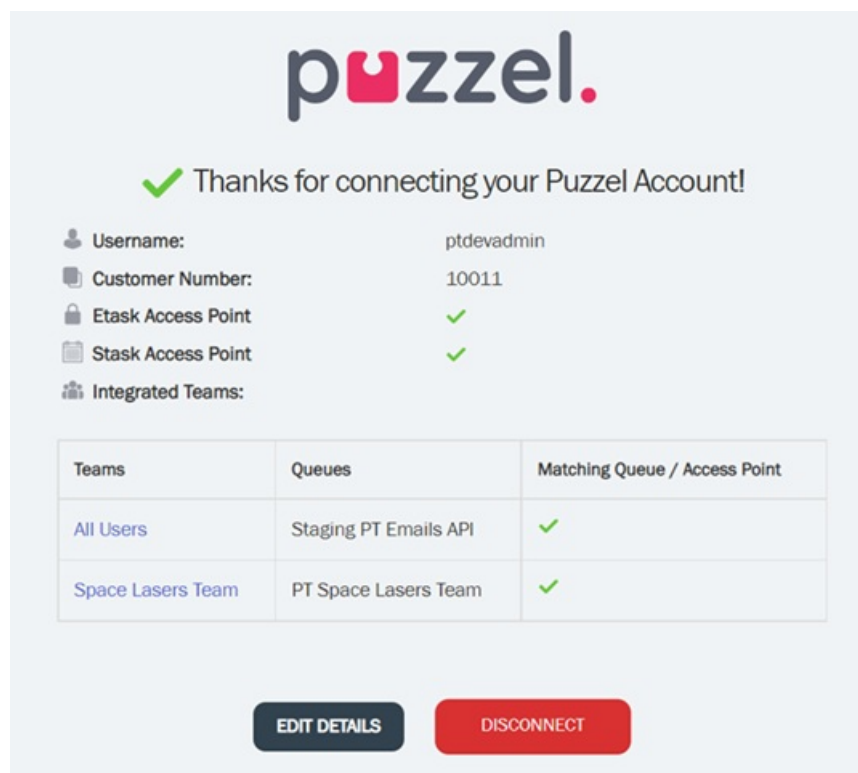 puzzel.
Thanks for connecting your Puzzel Account!
Username: ptdevadmin
Customer Number: 10011
Etask Access Point
Stask Access Point
Integrated Teams:
Teams Queues Matching Queue / Access Point
All Users Staging PT Emails API
Space Lasers Team PT Space Lasers Team
EDIT DETAILS DISCONNECT